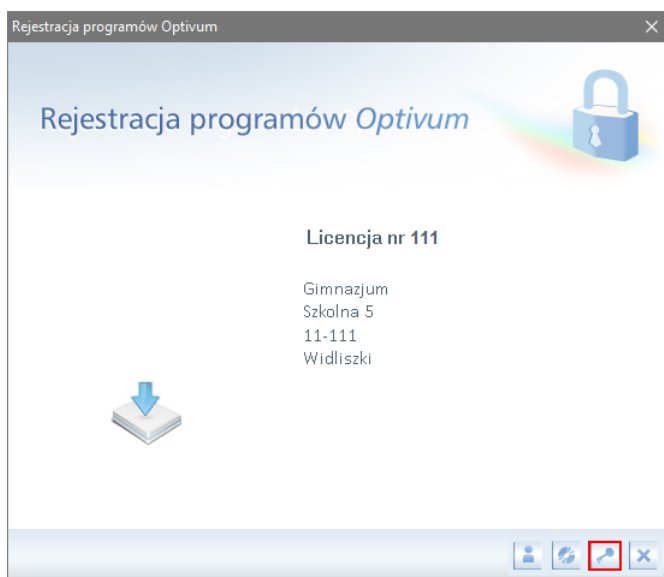 Rejestracja programów Optivum
Rejestracja programów Optivum
Licencja nr 111
Gimnazjum
Szkolna 5
11-111
Widliszki